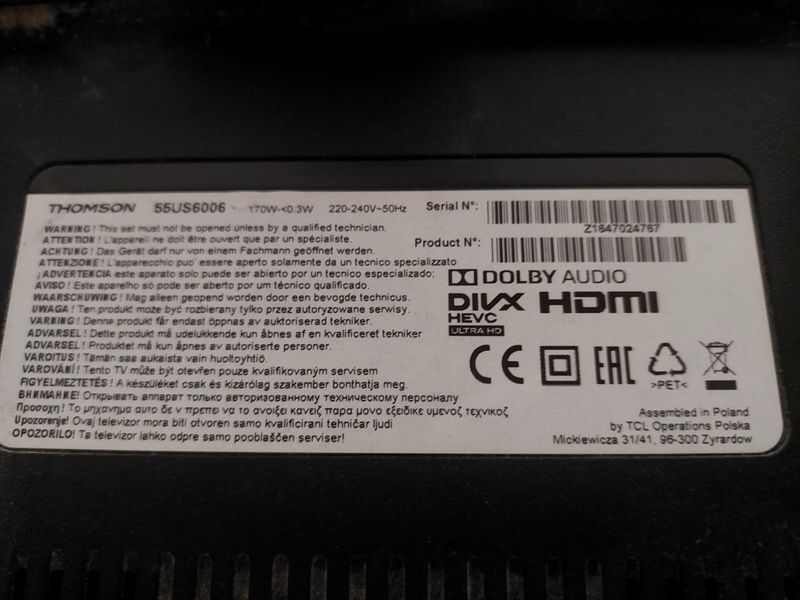 THOMSON 55US6006 170W-<0.3W 220-240V~50Hz Serial N°:
Z1847024787
Product N°:
WARNING ! This set must not be opened unless by a qualified technician.
ATTENTION ! L'appareil ne doit être ouvert que par un spécialiste.
ACHTUNG ! Das Gerät darf nur von einem Fachmann geöffnet werden.
ATTENZIONE ! L'apparecchio puo' essere aperto solamente da un tecnico specializzato
¡ADVERTENCIA este aparato solo puede ser abierto por un tecnico especializado;
AVISO ! Este aparelho só pode ser aberto por um técnico qualificado.
WAARSCHUWING ! Mag alleen geopend worden door een bevogde technicus.
UWAGA ! Ten produkt może być rozbierany tylko przez autoryzowane serwisy.
VARNING ! Denna produkt får endast öppnas av auktoriserad tekniker.
ADVARSEL ! Dette produkt må udelukkende kun åbnes af en kvalificeret tekniker
ADVARSEL ! Produktet må kun åpnes av autoriserte personer.
VAROITUS ! Tämän saa aukaista vain huoltoyhtiö.
VAROVÁNÍ ! Tento TV může být otevřen pouze kvalifikovaným servisem
FIGYELMEZTETÉS ! A készüléket csak és kizárólag szakember bonthatja meg.
ВНИМАНИЕ! Открывать аппарат только авторизованному техническому персоналу
Προσοχη ! Το μηχανημα αυτο δε ν πρεπει να το ανοιξει κανεις παρα μονο εξειδικε υμενος τεχνικος
Upozorenje! Ovaj televizor mora biti otvoren samo kvalificirani tehničar ljudi
OPOZORILO! Ta televizor lahko odpre samo pooblaščen serviser!
DOLBY AUDIO
DIVX HDMI
HEVC
ULTRA HD
CE EAC
>PET<
Assembled in Poland
by TCL Operations Polska
Mickiewicza 31/41, 96-300 Zyrardow